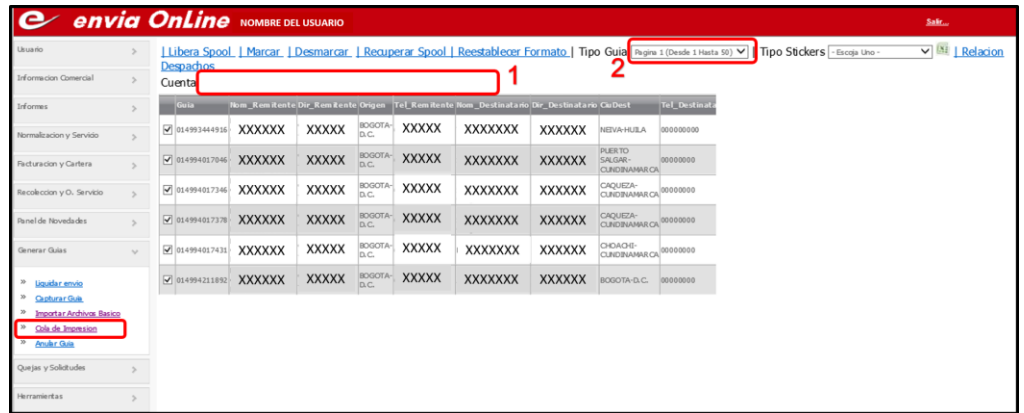 envia OnLine NOMBRE DEL USUARIO Salir...
Usuario
Informacion Comercial
Informes
Normalizacion y Servicio
Facturacion y Cartera
Recoleccion y O. Servicio
Panel de Novedades
Generar Guias
» Liquidar envio
» Capturar Guia
» Importar Archivos Basico
» Cola de Impresion
» Anular Guia
Quejas y Solicitudes
Herramientas
| Libera Spool | Marcar | Desmarcar | Recuperar Spool | Reestablecer Formato | Tipo Guia Pagina 1 (Desde 1 Hasta 50) | Tipo Stickers - Escoja Uno - | Relacion
Despachos
Cuenta 1 2
Guia Nom_Remitente Dir_Remitente Origen Tel_Remitente Nom_Destinatario Dir_Destinatario CiuDest Tel_Destinata
014993444916 XXXXXX XXXXX BOGOTA-D.C. XXXXX XXXXXXX XXXXXX NEIVA-HUILA 000000000
014994017046 XXXXXX XXXXX BOGOTA-D.C. XXXXX XXXXXXX XXXXXX PUERTO SALGAR-CUNDINAMARCA 00000000
014994017346 XXXXXX XXXXX BOGOTA-D.C. XXXXX XXXXXXX XXXXXX CAQUEZA-CUNDINAMARCA 00000000
014994017378 XXXXXX XXXXX BOGOTA-D.C. XXXXX XXXXXXX XXXXXX CAQUEZA-CUNDINAMARCA 00000000
014994017431 XXXXXX XXXXX BOGOTA-D.C. XXXXX XXXXXXX XXXXXX CHOACHI-CUNDINAMARCA 00000000
014994211892 XXXXXX XXXXX BOGOTA-D.C. XXXXX XXXXXXX XXXXXX BOGOTA-D.C. 00000000